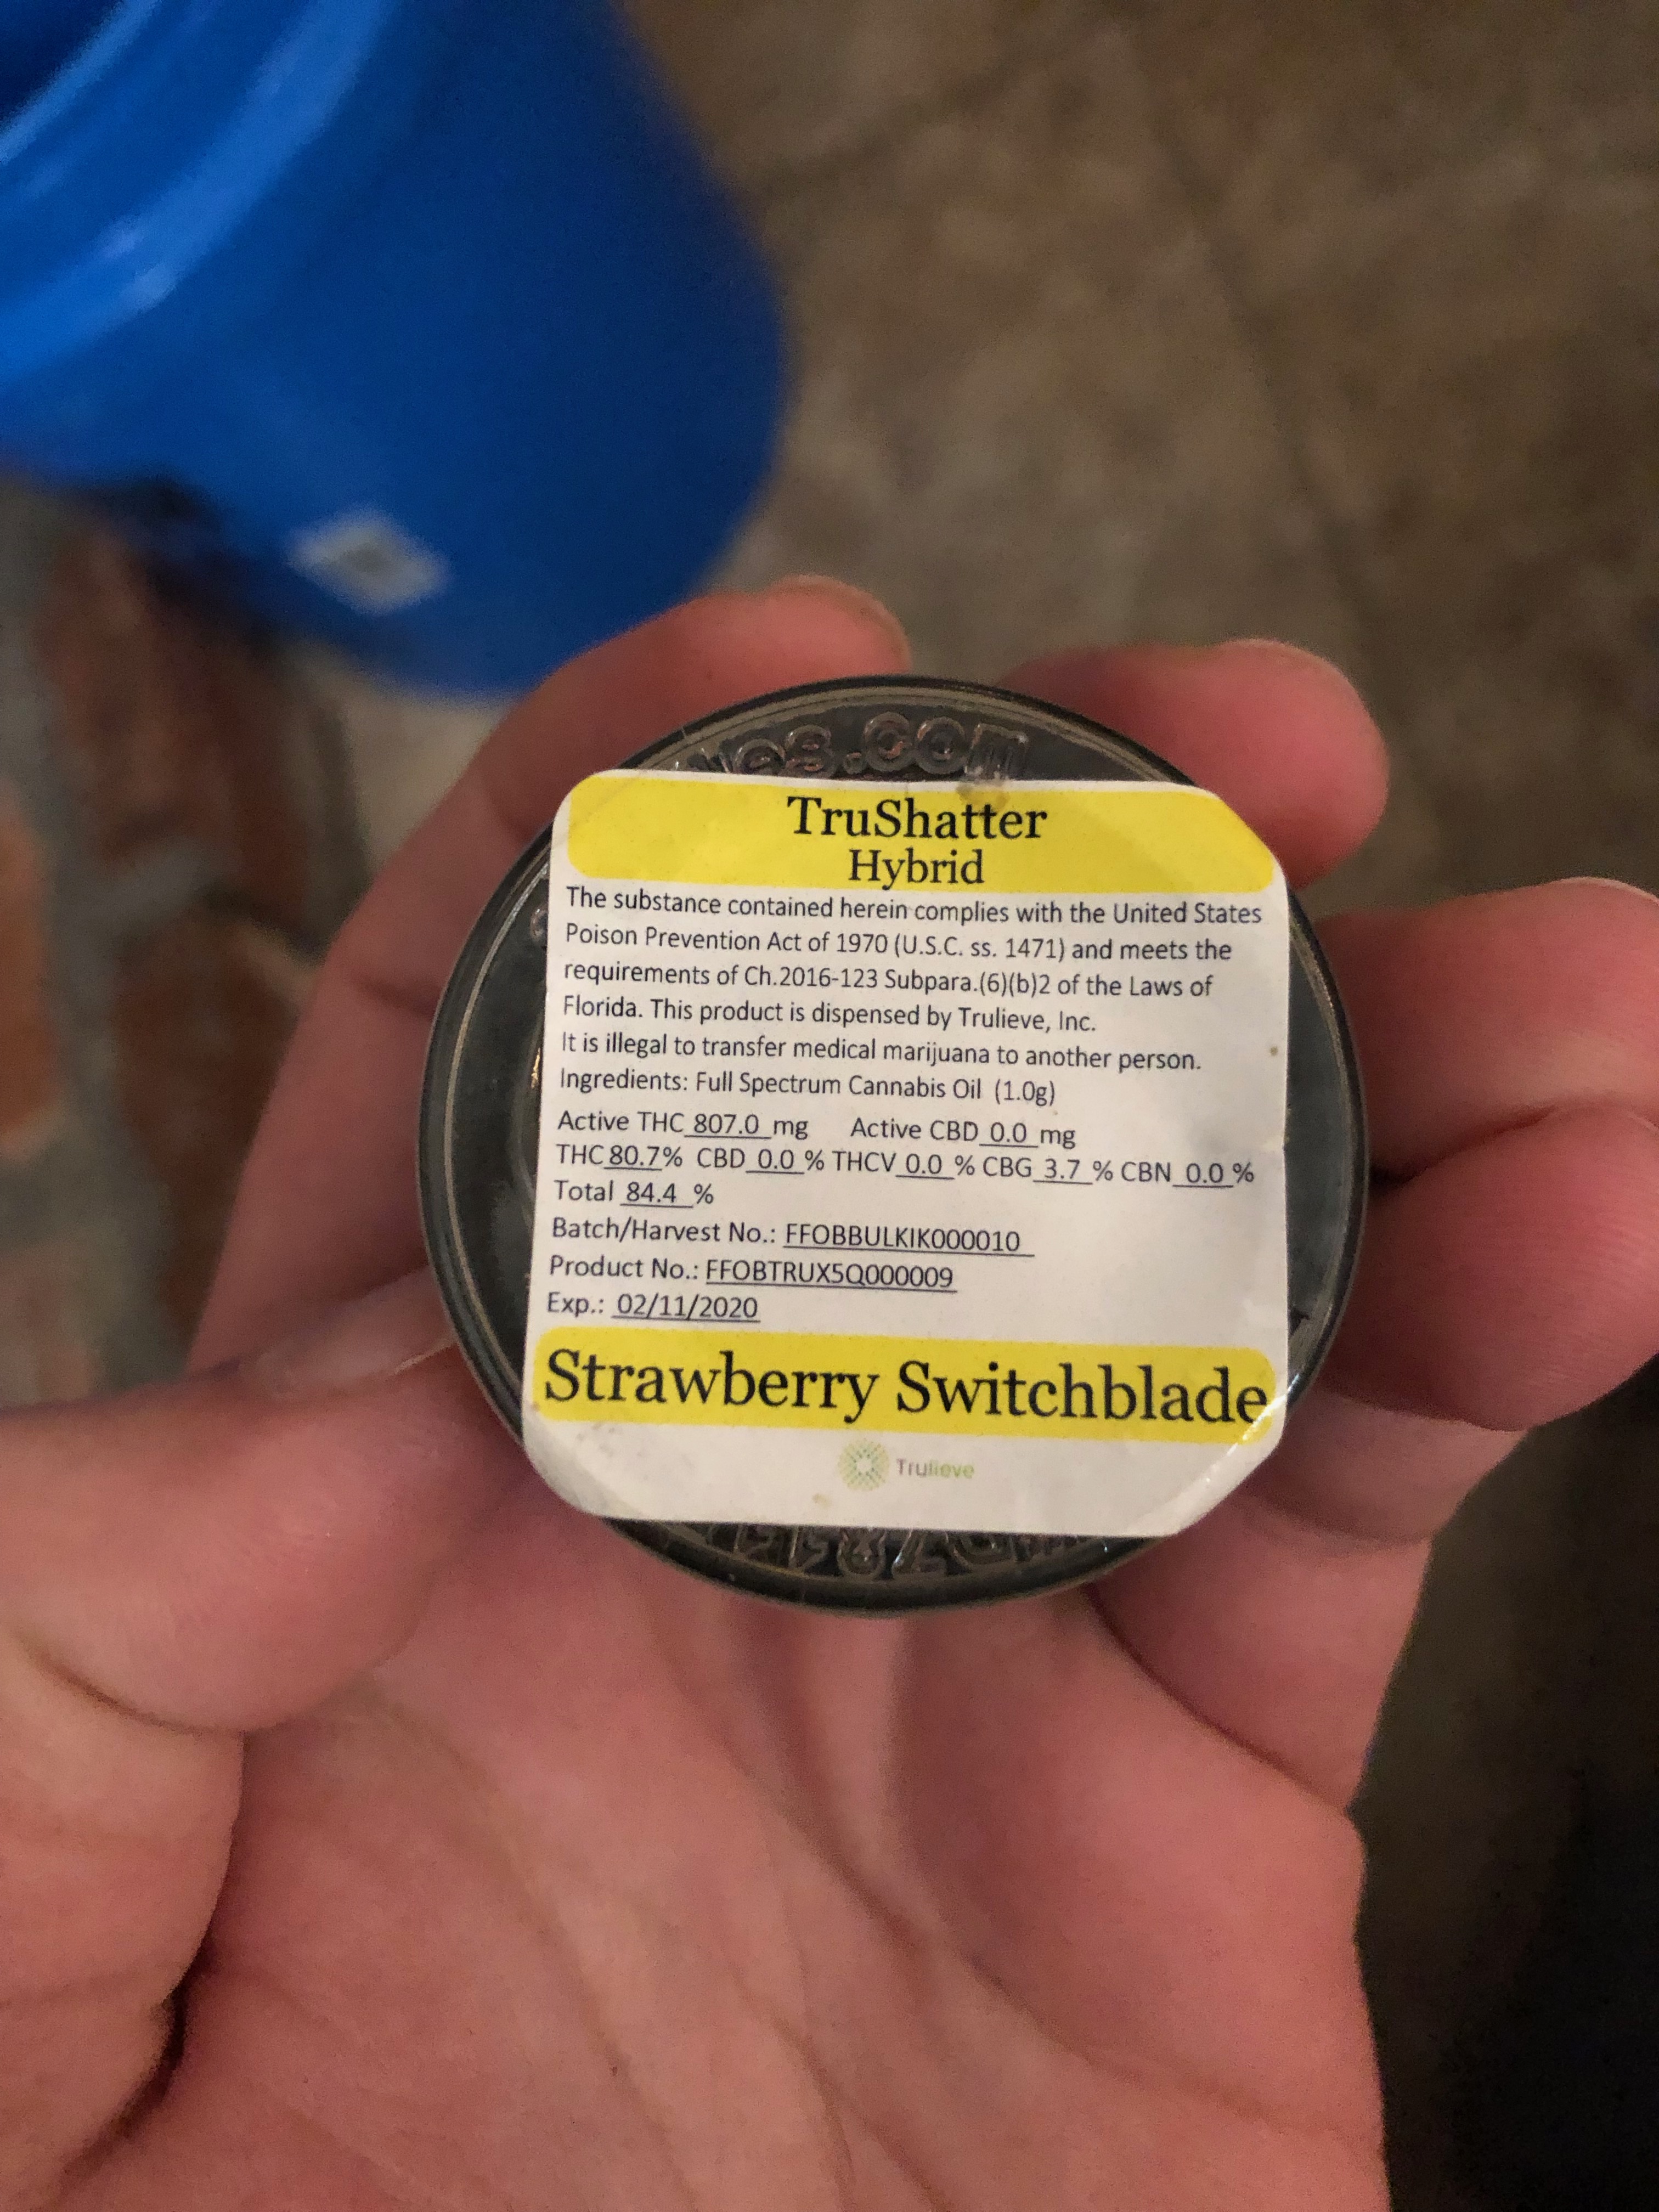 .com
TruShatter
Hybrid
The substance contained herein complies with the United States
Poison Prevention Act of 1970 (U.S.C. ss. 1471) and meets the
requirements of Ch.2016-123 Subpara.(6)(b)2 of the Laws of
Florida. This product is dispensed by Trulieve, Inc.
It is illegal to transfer medical marijuana to another person.
Ingredients: Full Spectrum Cannabis Oil (1.0g)
Active THC 807.0 mg Active CBD 0.0 mg
THC 80.7% CBD 0.0 % THCV 0.0 % CBG 3.7 % CBN 0.0 %
Total 84.4 %
Batch/Harvest No.: FFOBBULKIK000010
Product No.: FFOBTRUX5Q000009
Exp.: 02/11/2020
Strawberry Switchblade
Trulieve